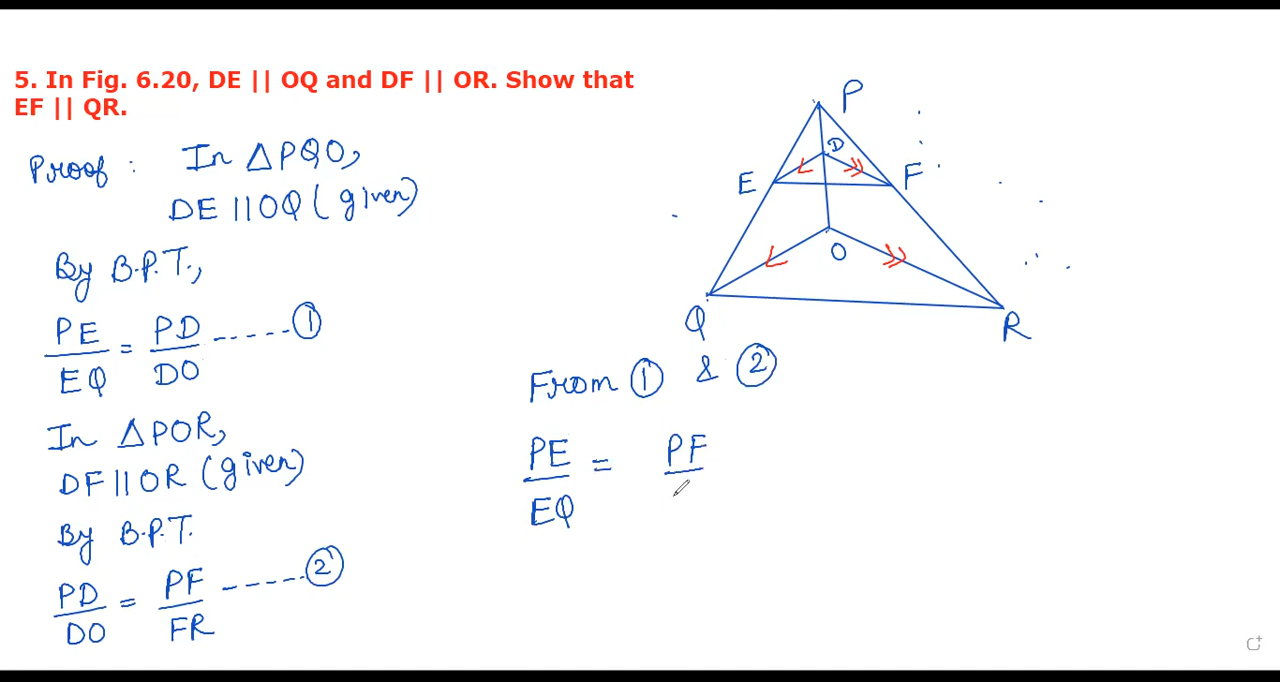 5. In Fig. 6.20, DE || OQ and DF || OR. Show that
EF || QR.
Proof : In △PQO,
DE || OQ (given)
By B.P.T.,
PE/EQ = PD/DO ------①
In △POR,
DF || OR (given)
By B.P.T.
PD/DO = PF/FR ------②
P
D
E
F
O
Q
R
From ① & ②
PE/EQ = PF/